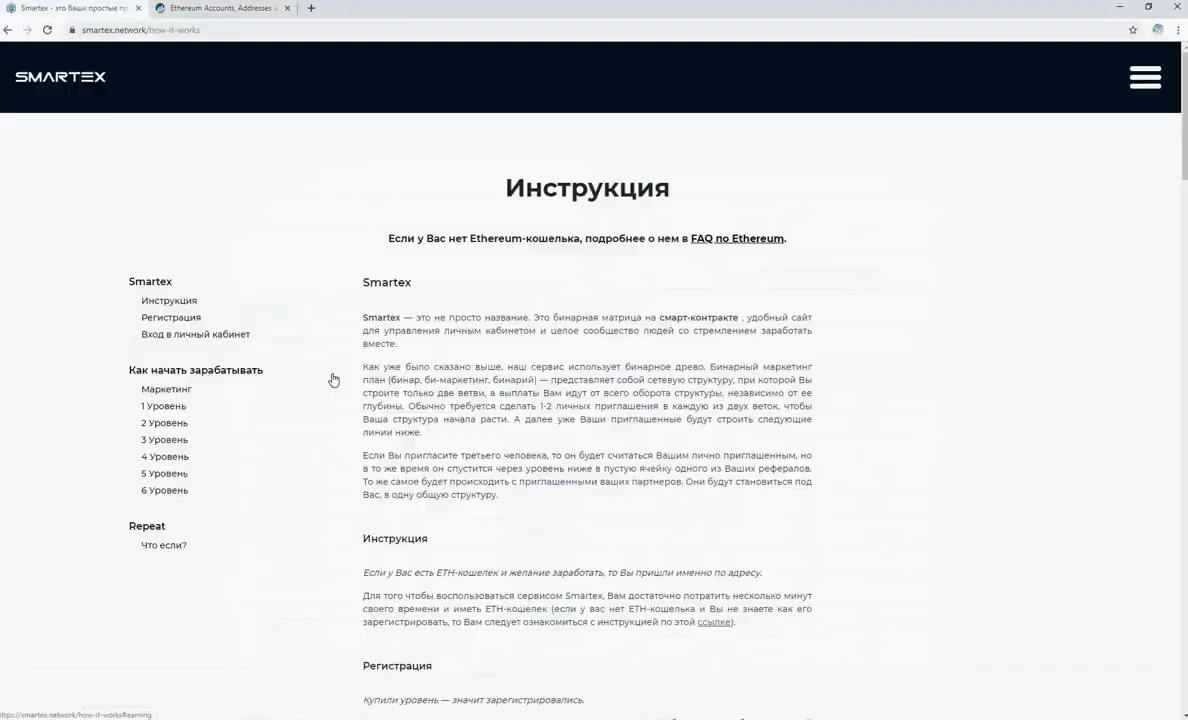 Smartex - это Ваши простые пр
Ethereum Accounts, Addresses
smartex.network/how-it-works
SMARTEX
Инструкция
Если у Вас нет Ethereum-кошелька, подробнее о нем в FAQ по Ethereum.
Smartex
Инструкция
Регистрация
Вход в личный кабинет
Как начать зарабатывать
Маркетинг
1 Уровень
2 Уровень
3 Уровень
4 Уровень
5 Уровень
6 Уровень
Repeat
Что если?
Smartex
Smartex — это не просто название. Это бинарная матрица на смарт-контракте , удобный сайт
для управления личным кабинетом и целое сообщество людей со стремлением заработать
вместе.
Как уже было сказано выше, наш сервис использует бинарное древо. Бинарный маркетинг
план (бинар, би-маркетинг, бинарий) — представляет собой сетевую структуру, при которой Вы
строите только две ветви, а выплаты Вам идут от всего оборота структуры, независимо от ее
глубины. Обычно требуется сделать 1-2 личных приглашения в каждую из двух веток, чтобы
Ваша структура начала расти. А далее уже Ваши приглашенные будут строить следующие
линии ниже.
Если Вы пригласите третьего человека, то он будет считаться Вашим лично приглашенным, но
в то же время он спустится через уровень ниже в пустую ячейку одного из Ваших рефералов.
То же самое будет происходить с приглашенными ваших партнеров. Они будут становиться под
Вас, в одну общую структуру.
Инструкция
Если у Вас есть ETH-кошелек и желание заработать, то Вы пришли именно по адресу.
Для того чтобы воспользоваться сервисом Smartex, Вам достаточно потратить несколько минут
своего времени и иметь ETH-кошелек (если у вас нет ETH-кошелька и Вы не знаете как его
зарегистрировать, то Вам следует ознакомиться с инструкцией по этой ссылке).
Регистрация
Купили уровень — значит зарегистрировались.
https://smartex.network/how-it-works#earning